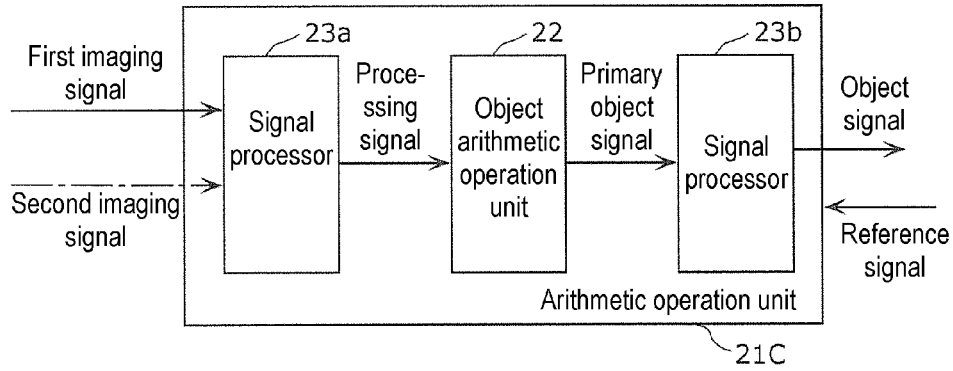 23a
22
23b
First imaging
signal
Signal
processor
Proce-
ssing
signal
Object
arithmetic
operation
unit
Primary
object
signal
Signal
processor
Object
signal
Second imaging
signal
Reference
signal
Arithmetic operation unit
21C